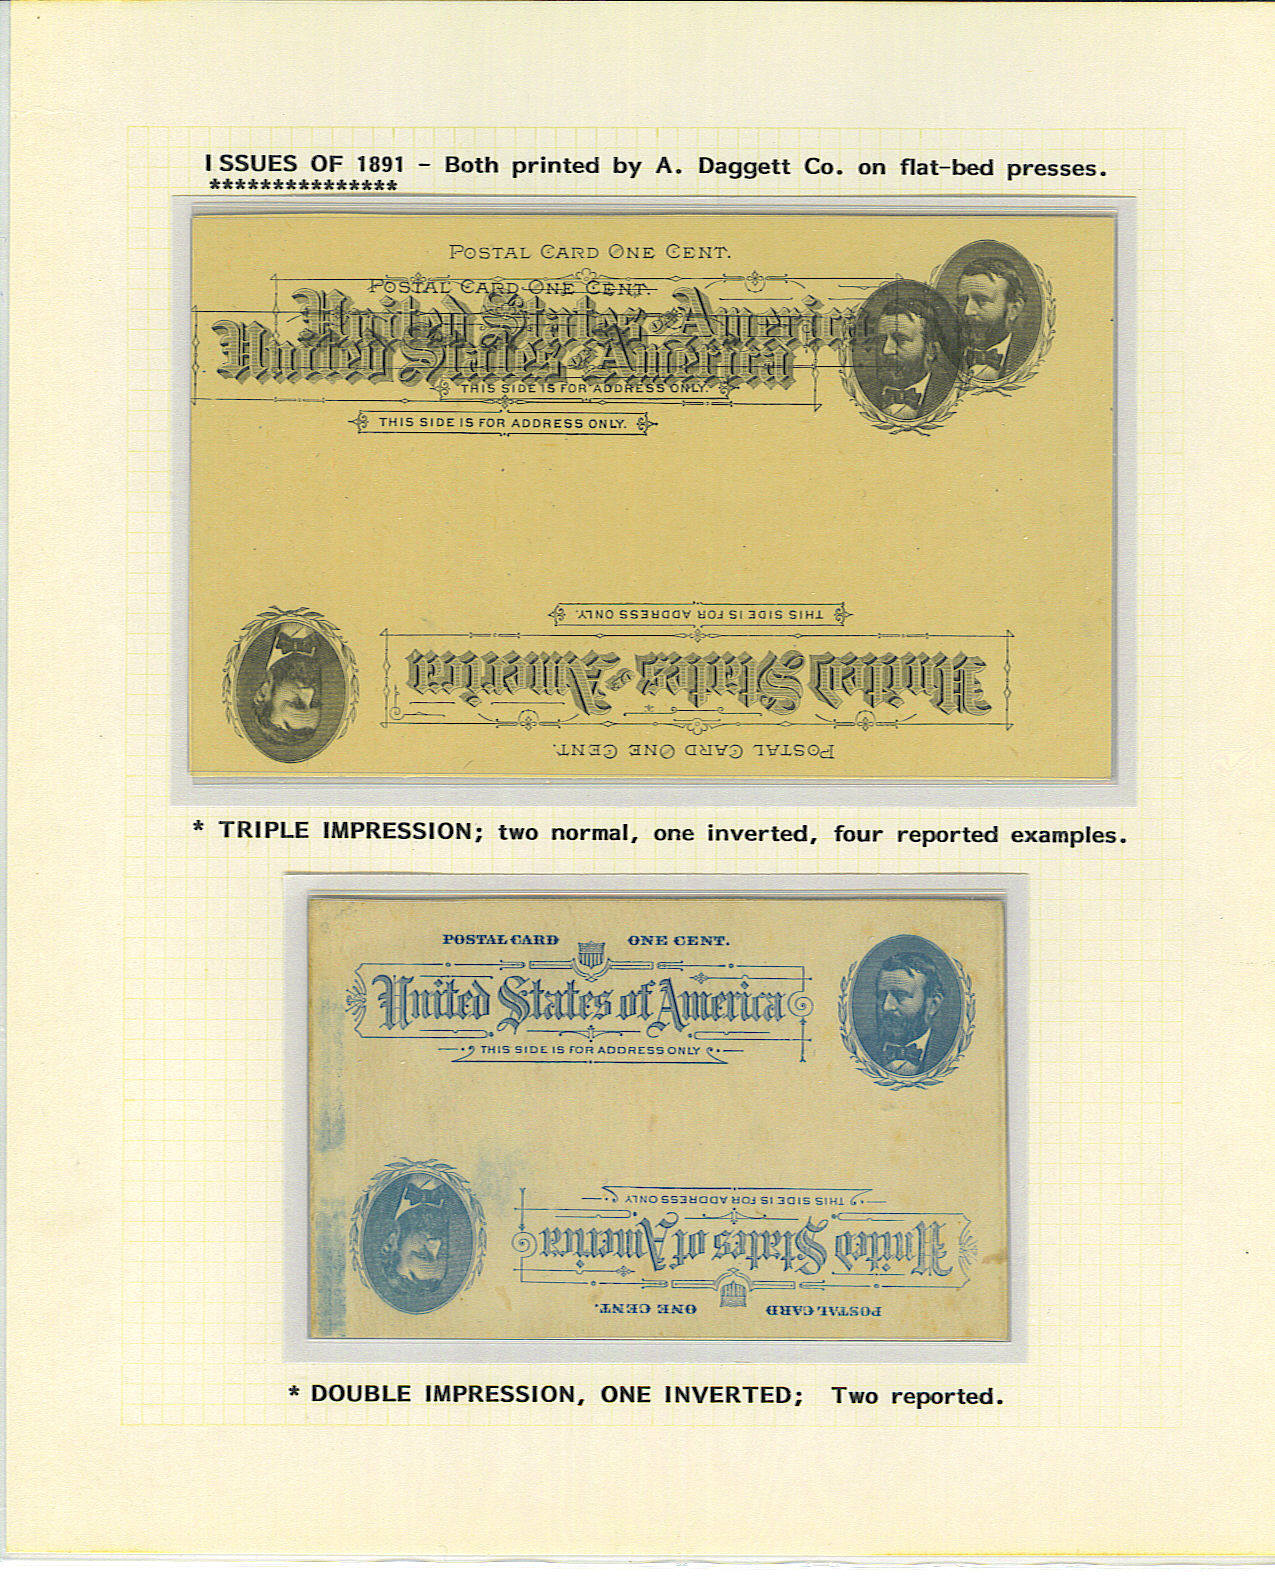 ISSUES OF 1891 - Both printed by A. Daggett Co. on flat-bed presses.
***************
POSTAL CARD ONE CENT.
POSTAL CARD ONE CENT.
United States of America
United States of America
THIS SIDE IS FOR ADDRESS ONLY.
THIS SIDE IS FOR ADDRESS ONLY.
THIS SIDE IS FOR ADDRESS ONLY.
United States of America
POSTAL CARD ONE CENT.
* TRIPLE IMPRESSION; two normal, one inverted, four reported examples.
POSTAL CARD ONE CENT.
United States of America
THIS SIDE IS FOR ADDRESS ONLY
THIS SIDE IS FOR ADDRESS ONLY
United States of America
POSTAL CARD ONE CENT.
* DOUBLE IMPRESSION, ONE INVERTED; Two reported.